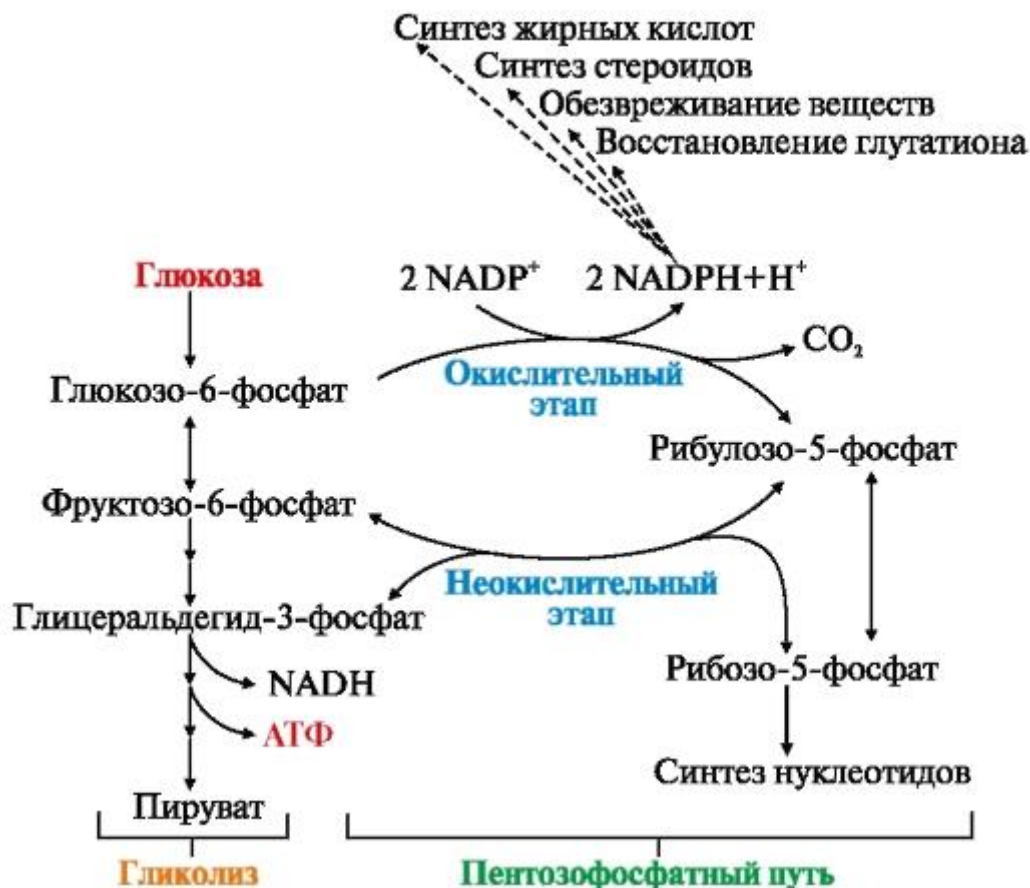 Синтез жирных кислот
Синтез стероидов
Обезвреживание веществ
Восстановление глутатиона
Глюкоза
2 NADP⁺
2 NADPH+H⁺
CO₂
Глюкозо-6-фосфат
Окислительный
этап
Рибулозо-5-фосфат
Фруктозо-6-фосфат
Неокислительный
этап
Глицеральдегид-3-фосфат
NADH
Рибозо-5-фосфат
АТФ
Синтез нуклеотидов
Пируват
Гликолиз
Пентозофосфатный путь